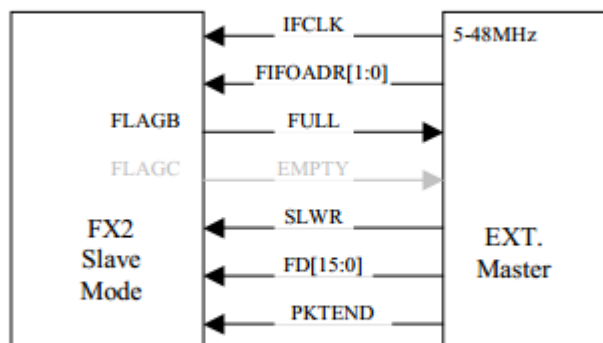 IFCLK
5-48MHz
FIFOADR[1:0]
FLAGB
FULL
FLAGC
EMPTY
SLWR
FX2
Slave
Mode
EXT.
Master
FD[15:0]
PKTEND